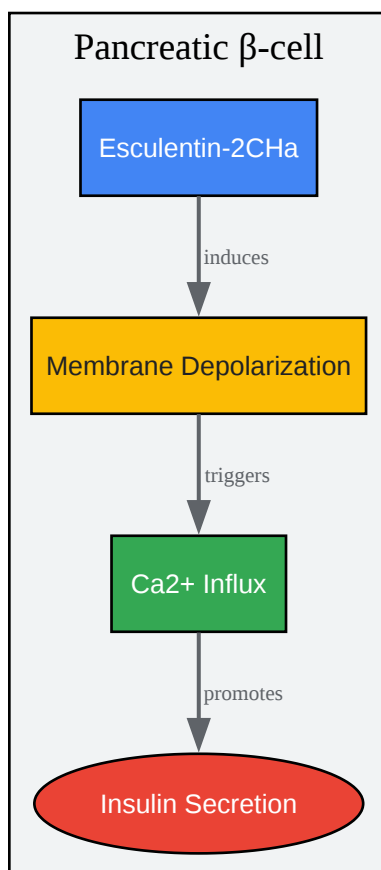 Pancreatic β-cell
Esculentin-2CHa
induces
Membrane Depolarization
triggers
Ca2+ Influx
promotes
Insulin Secretion